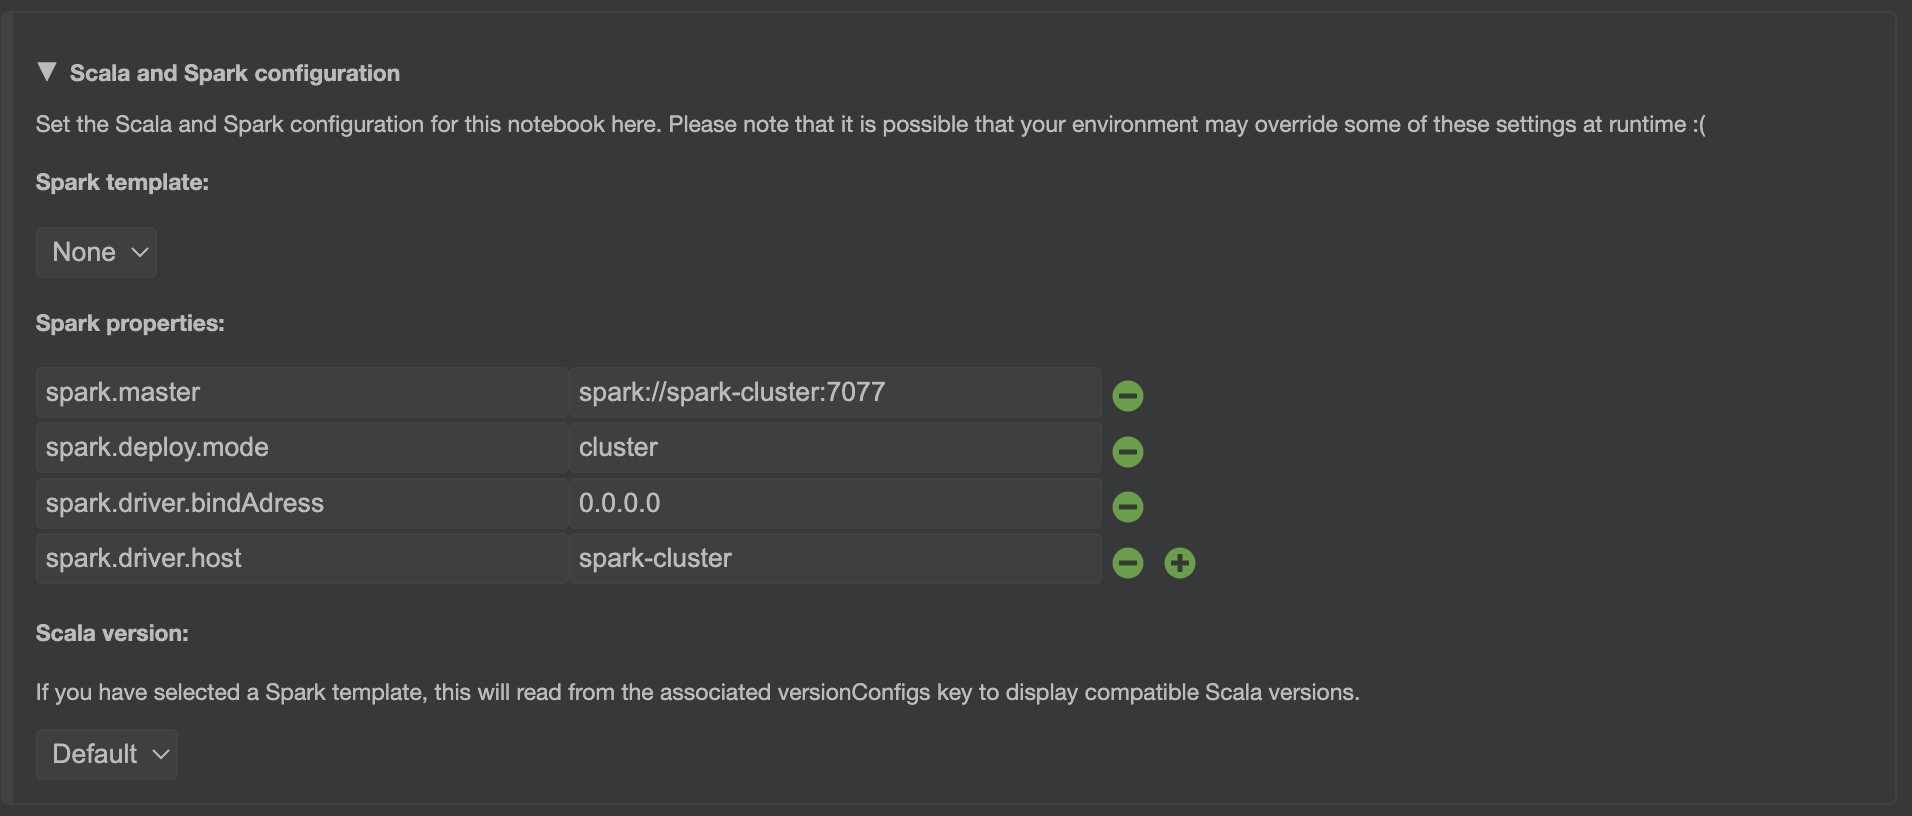 ▼ Scala and Spark configuration
Set the Scala and Spark configuration for this notebook here. Please note that it is possible that your environment may override some of these settings at runtime :(
Spark template:
None
Spark properties:
spark.master spark://spark-cluster:7077
spark.deploy.mode cluster
spark.driver.bindAdress 0.0.0.0
spark.driver.host spark-cluster
Scala version:
If you have selected a Spark template, this will read from the associated versionConfigs key to display compatible Scala versions.
Default